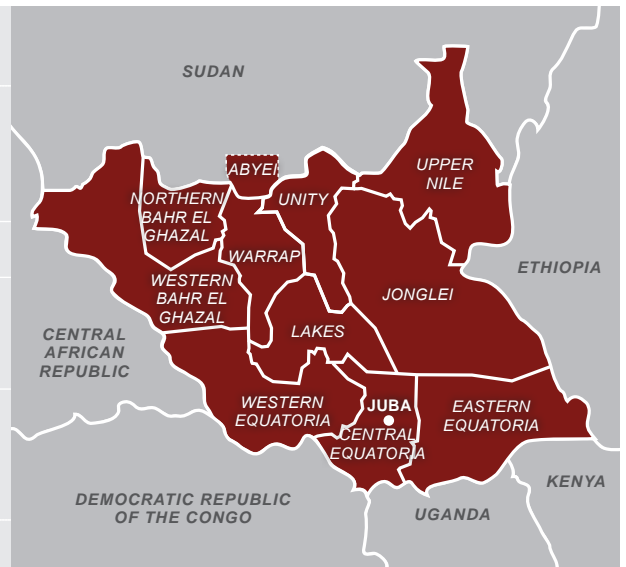 SUDAN
UPPER
NILE
ABYEI
NORTHERN
BAHR EL
GHAZAL
UNITY
WARRAP
ETHIOPIA
WESTERN
BAHR EL
GHAZAL
JONGLEI
LAKES
CENTRAL
AFRICAN
REPUBLIC
WESTERN
EQUATORIA
JUBA
EASTERN
EQUATORIA
CENTRAL
EQUATORIA
KENYA
DEMOCRATIC REPUBLIC
OF THE CONGO
UGANDA